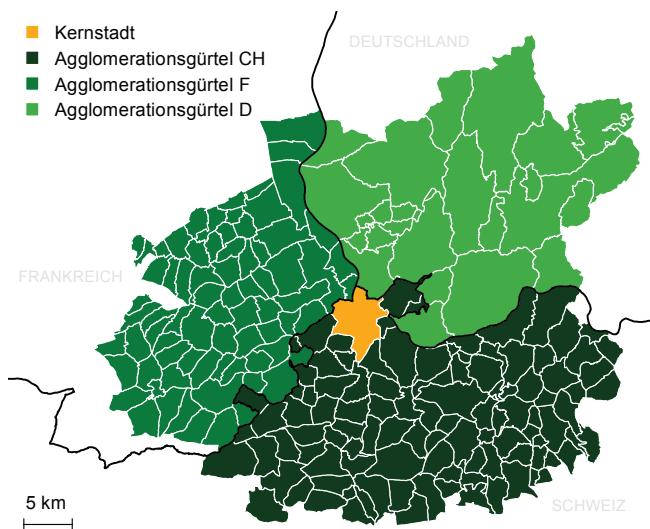 Kernstadt
Agglomerationsgürtel CH
Agglomerationsgürtel F
Agglomerationsgürtel D
DEUTSCHLAND
FRANKREICH
SCHWEIZ
5 km